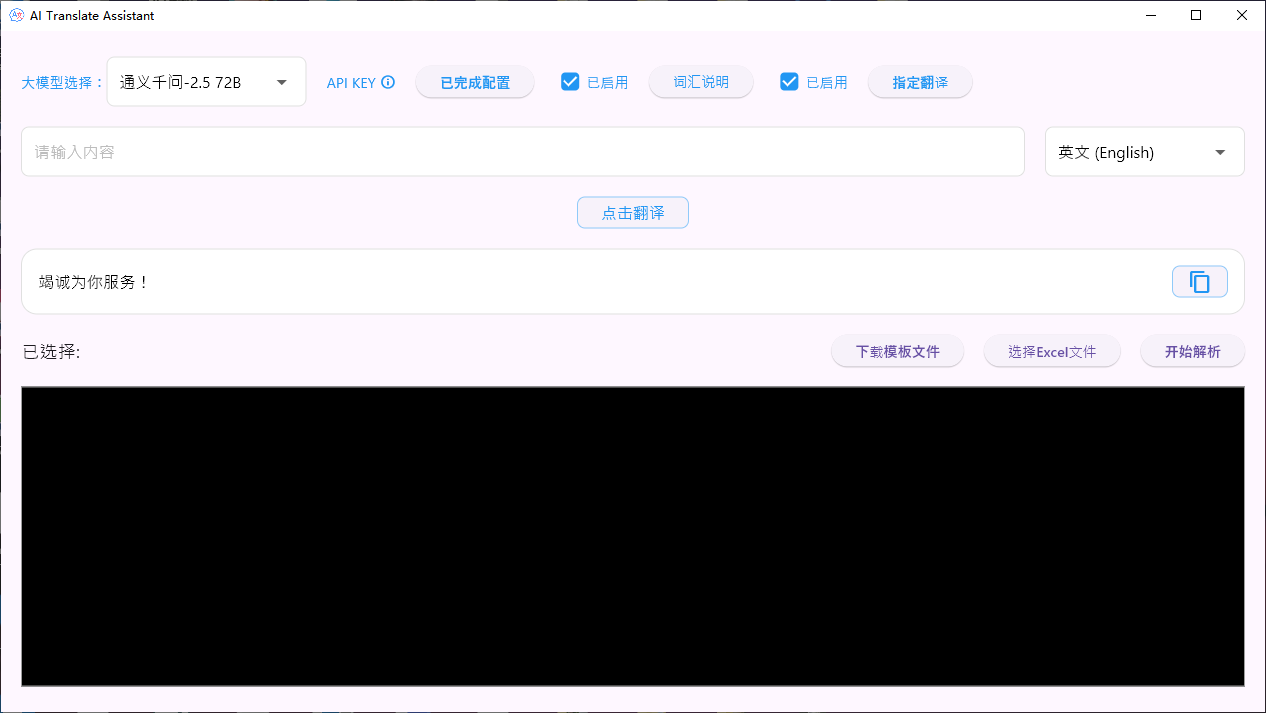 AI Translate Assistant
大模型选择： 通义千问-2.5 72B API KEY 已完成配置 已启用 词汇说明 已启用 指定翻译
请输入内容 英文 (English)
点击翻译
竭诚为你服务！
已选择: 下载模板文件 选择Excel文件 开始解析